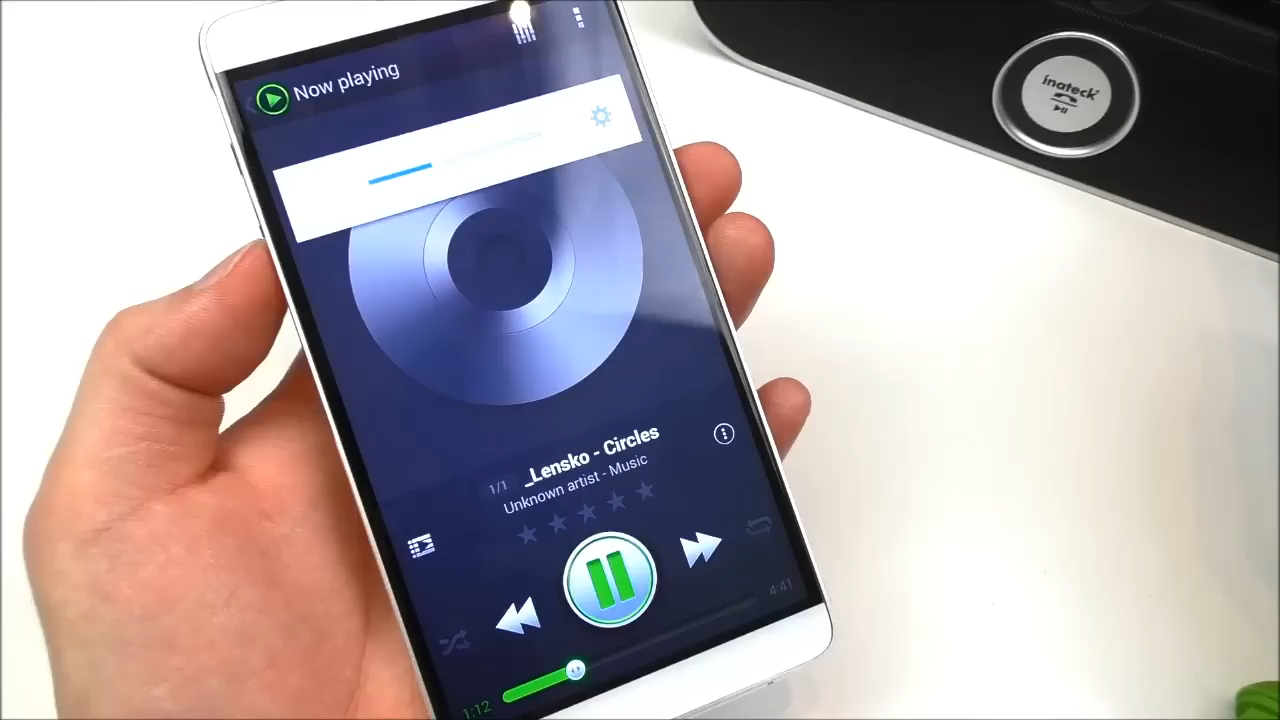 Now playing
inateck
1/1
_Lensko - Circles
Unknown artist - Music
4:41
1:12